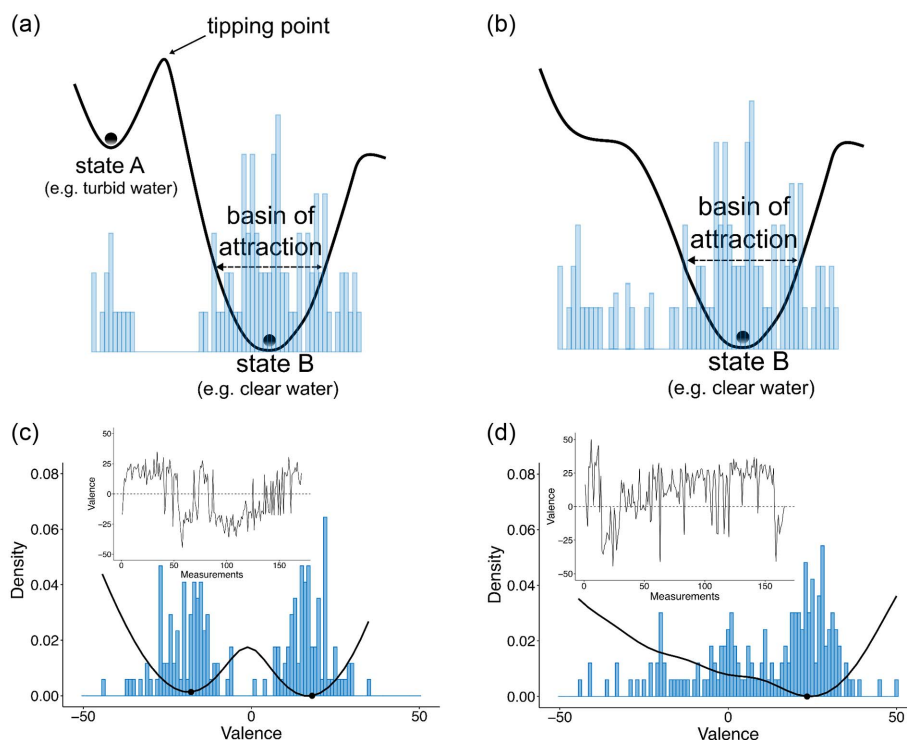 (a)
tipping point
state A
(e.g. turbid water)
basin of
attraction
state B
(e.g. clear water)
(b)
basin of
attraction
state B
(e.g. clear water)
(c)
50
25
0
−25
−50
Valence
0
50
100
150
Measurements
0.08
0.06
0.04
0.02
0.00
Density
−50
0
50
Valence
(d)
50
25
0
−25
−50
Valence
0
50
100
150
Measurements
0.08
0.06
0.04
0.02
0.00
Density
−50
0
50
Valence